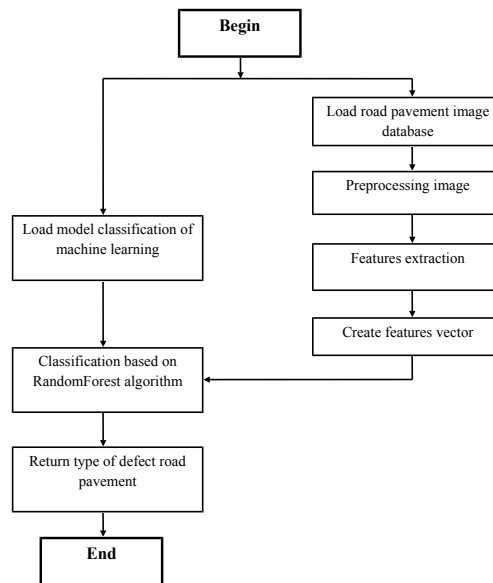 Begin
Load road pavement image
database
Preprocessing image
Load model classification of
machine learning
Features extraction
Create features vector
Classification based on
RandomForest algorithm
Return type of defect road
pavement
End